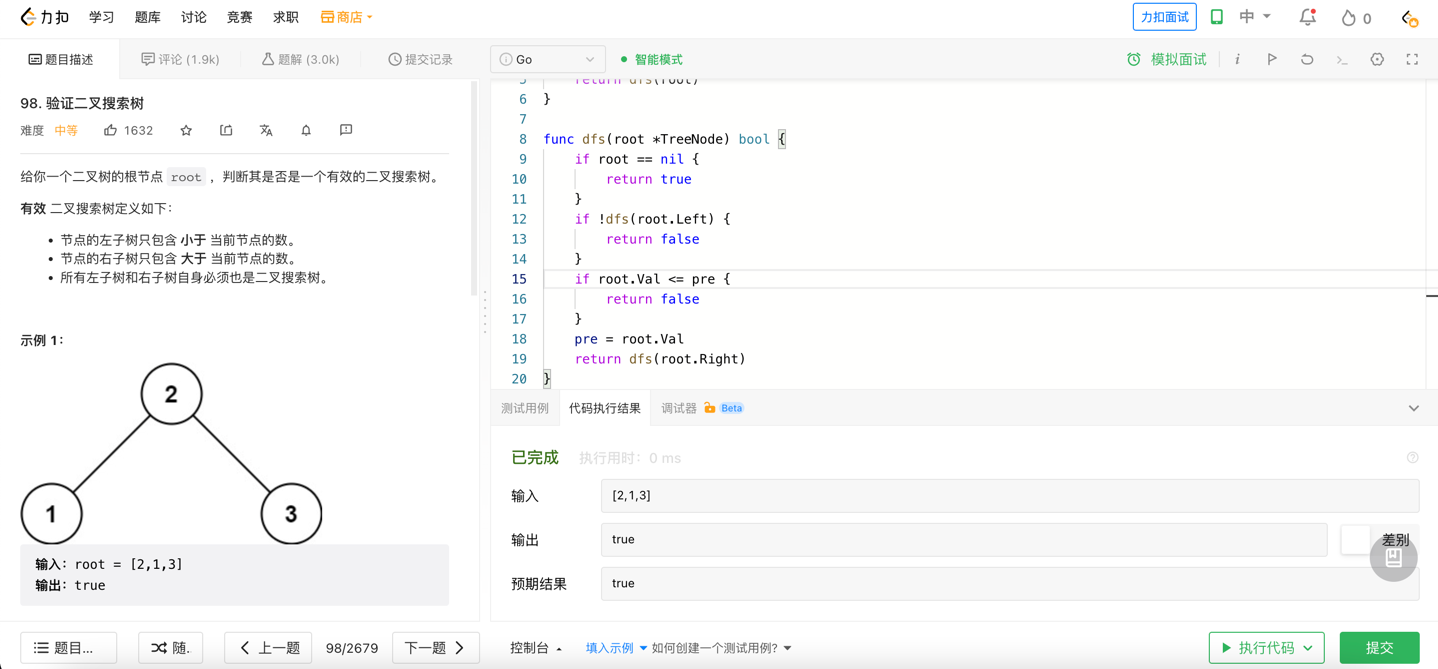 力扣 学习 题库 讨论 竞赛 求职 商店 力扣面试 中 0
题目描述 评论 (1.9k) 题解 (3.0k) 提交记录
98. 验证二叉搜索树
难度 中等 1632
给你一个二叉树的根节点 root ，判断其是否是一个有效的二叉搜索树。
有效 二叉搜索树定义如下：
节点的左子树只包含 小于 当前节点的数。
节点的右子树只包含 大于 当前节点的数。
所有左子树和右子树自身必须也是二叉搜索树。
示例 1：
2
1 3
输入：root = [2,1,3]
输出：true
题目... 随. 上一题 98/2679 下一题
Go 智能模式 模拟面试
5 return dfs(root)
6 }
7
8 func dfs(root *TreeNode) bool {
9 if root == nil {
10 return true
11 }
12 if !dfs(root.Left) {
13 return false
14 }
15 if root.Val <= pre {
16 return false
17 }
18 pre = root.Val
19 return dfs(root.Right)
20 }
测试用例 代码执行结果 调试器 Beta
已完成 执行用时：0 ms
输入 [2,1,3]
输出 true 差别
预期结果 true
控制台 填入示例 如何创建一个测试用例? 执行代码 提交